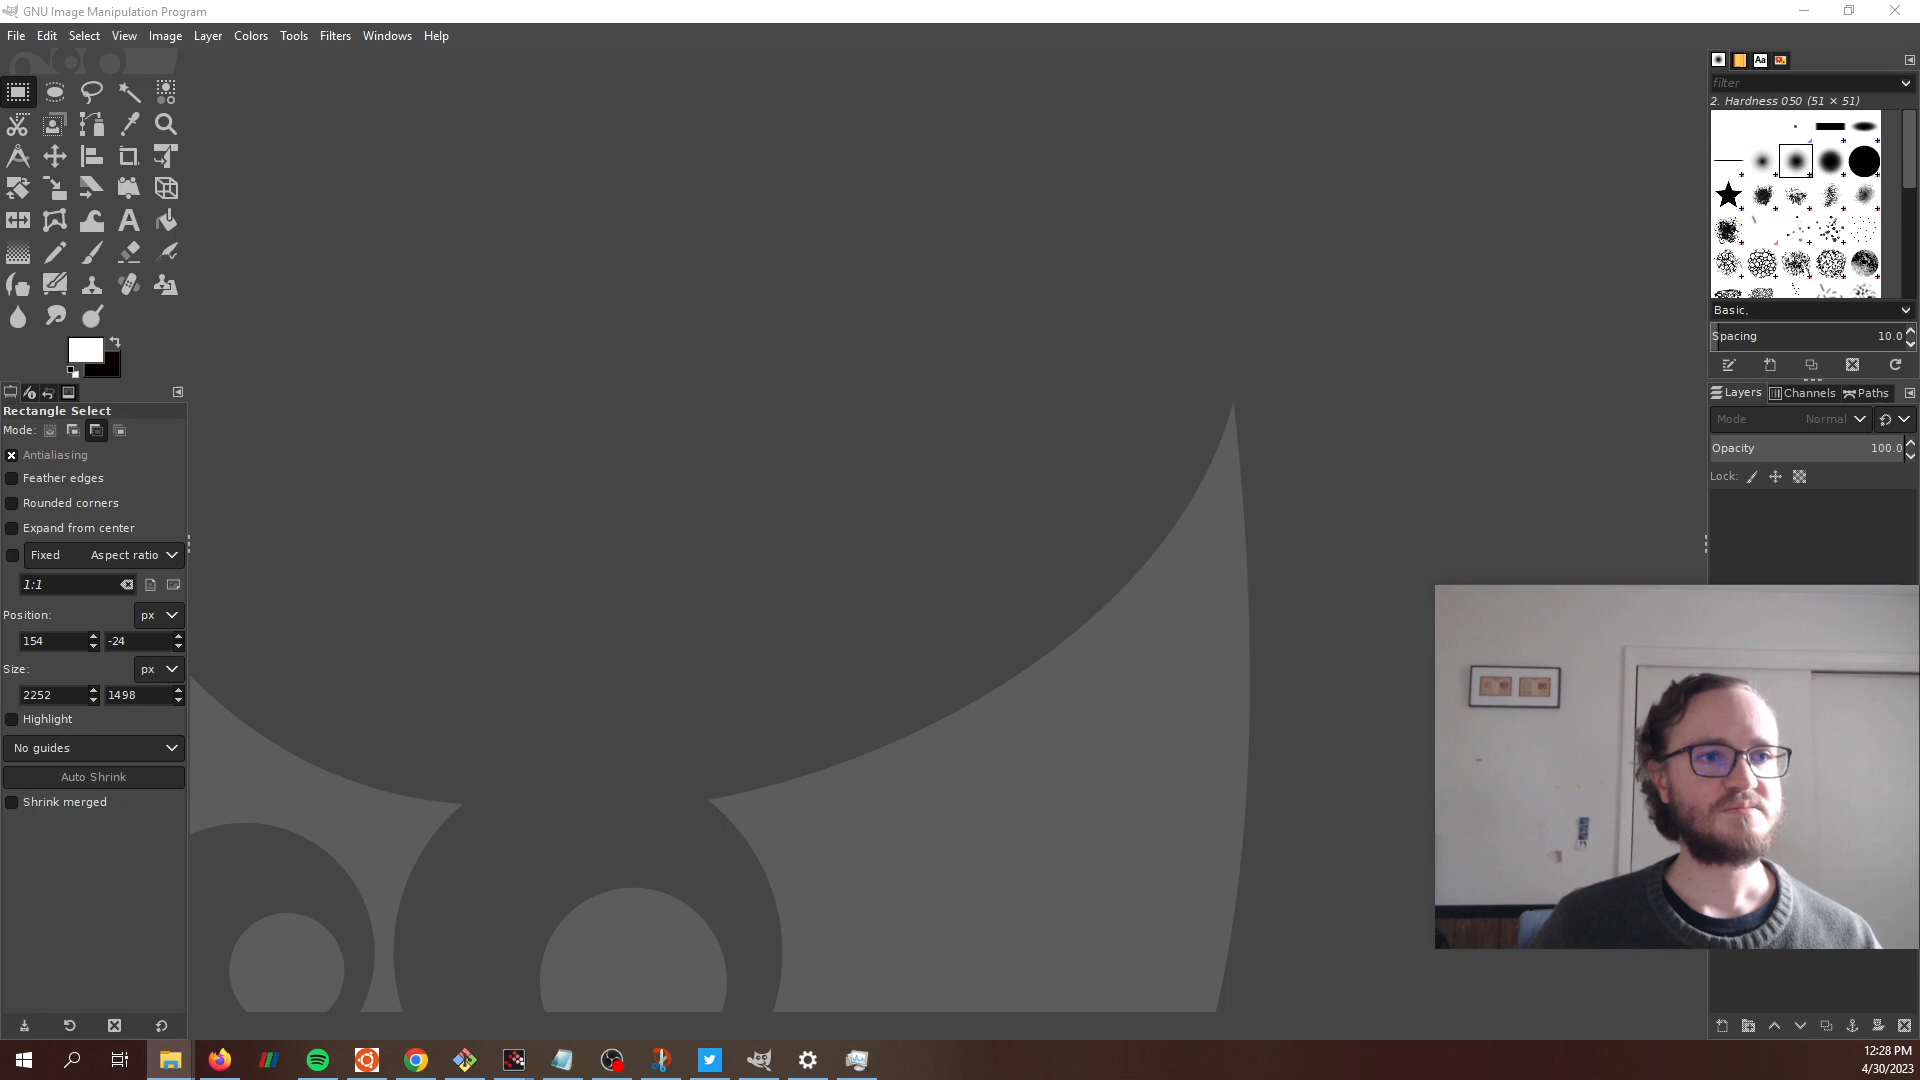 GNU Image Manipulation Program
File Edit Select View Image Layer Colors Tools Filters Windows Help
Aa
filter
2. Hardness 050 (51 × 51)
Basic,
Spacing 10.0
Layers Channels Paths
Mode Normal
Opacity 100.0
Lock:
Rectangle Select
Mode:
Antialiasing
Feather edges
Rounded corners
Expand from center
Fixed Aspect ratio
1:1
Position: px
154 -24
Size: px
2252 1498
Highlight
No guides
Auto Shrink
Shrink merged
12:28 PM
4/30/2023